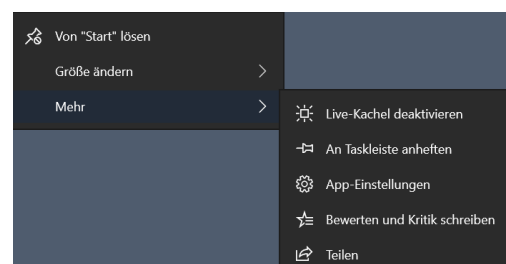 Von "Start" lösen
Größe ändern
Mehr
Live-Kachel deaktivieren
An Taskleiste anheften
App-Einstellungen
Bewerten und Kritik schreiben
Teilen